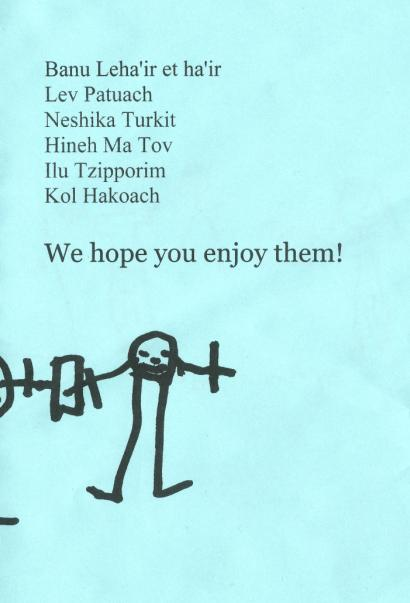 Banu Leha'ir et ha'ir
Lev Patuach
Neshika Turkit
Hineh Ma Tov
Ilu Tzipporim
Kol Hakoach
We hope you enjoy them!